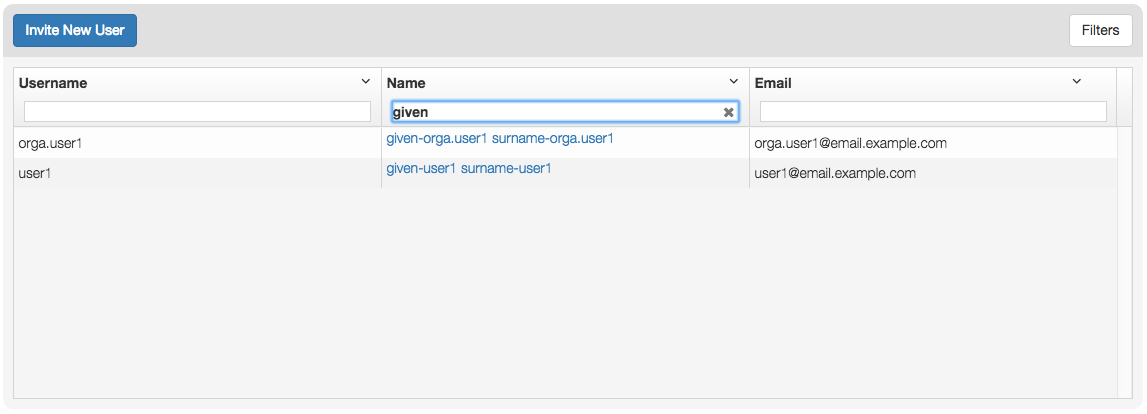 Invite New User
Filters
Username Name Email
given
orga.user1 given-orga.user1 surname-orga.user1 orga.user1@email.example.com
user1 given-user1 surname-user1 user1@email.example.com